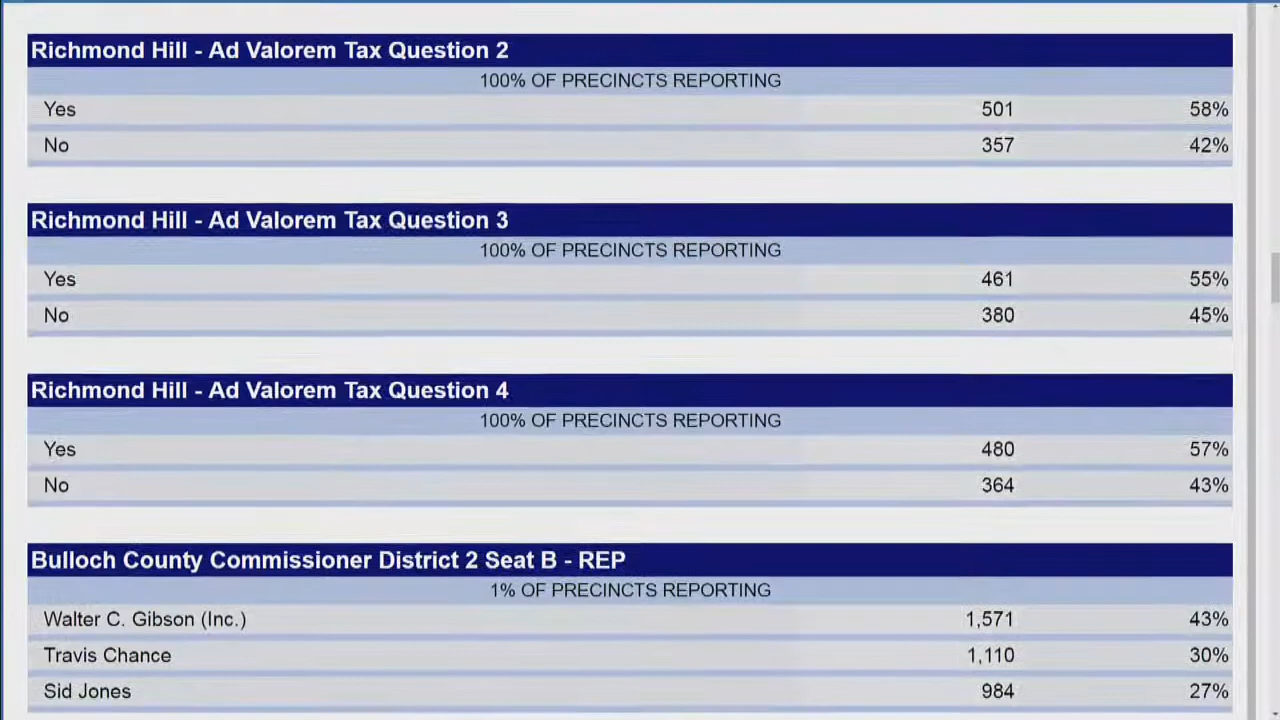 Richmond Hill - Ad Valorem Tax Question 2
100% OF PRECINCTS REPORTING
Yes 501 58%
No 357 42%
Richmond Hill - Ad Valorem Tax Question 3
100% OF PRECINCTS REPORTING
Yes 461 55%
No 380 45%
Richmond Hill - Ad Valorem Tax Question 4
100% OF PRECINCTS REPORTING
Yes 480 57%
No 364 43%
Bulloch County Commissioner District 2 Seat B - REP
1% OF PRECINCTS REPORTING
Walter C. Gibson (Inc.) 1,571 43%
Travis Chance 1,110 30%
Sid Jones 984 27%